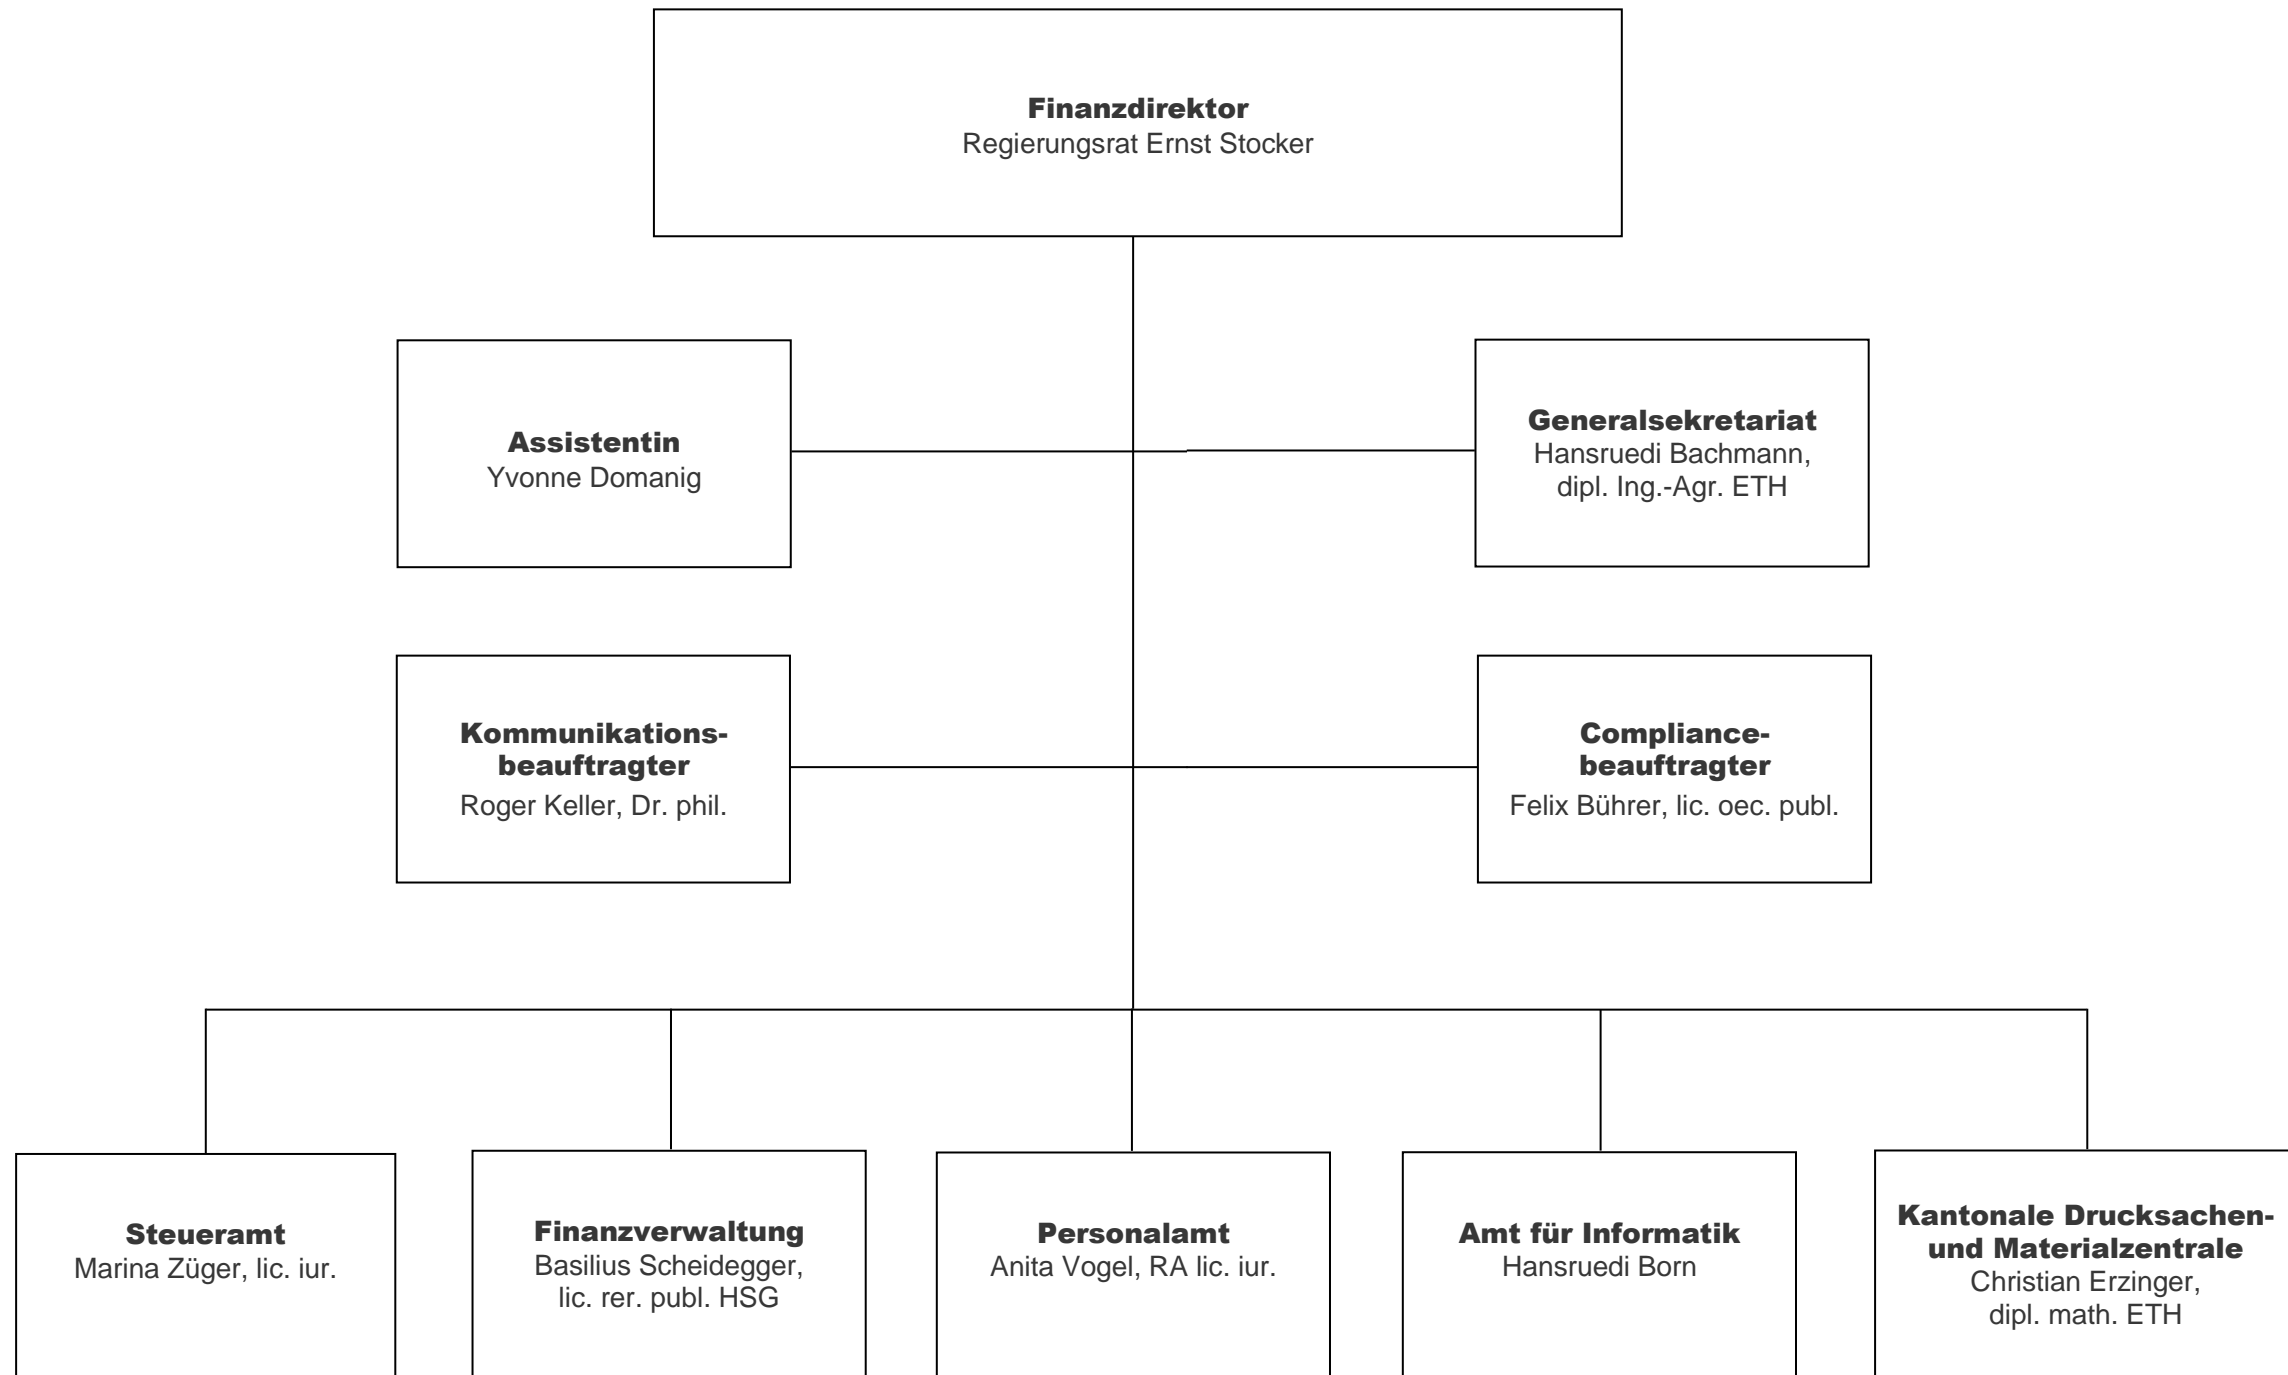 Finanzdirektor
Regierungsrat Ernst Stocker
Assistentin
Yvonne Domanig
Generalsekretariat
Hansruedi Bachmann,
dipl. Ing.-Agr. ETH
Kommunikations-
beauftragter
Roger Keller, Dr. phil.
Compliance-
beauftragter
Felix Bührer, lic. oec. publ.
Steueramt
Marina Züger, lic. iur.
Finanzverwaltung
Basilius Scheidegger,
lic. rer. publ. HSG
Personalamt
Anita Vogel, RA lic. iur.
Amt für Informatik
Hansruedi Born
Kantonale Drucksachen-
und Materialzentrale
Christian Erzinger,
dipl. math. ETH